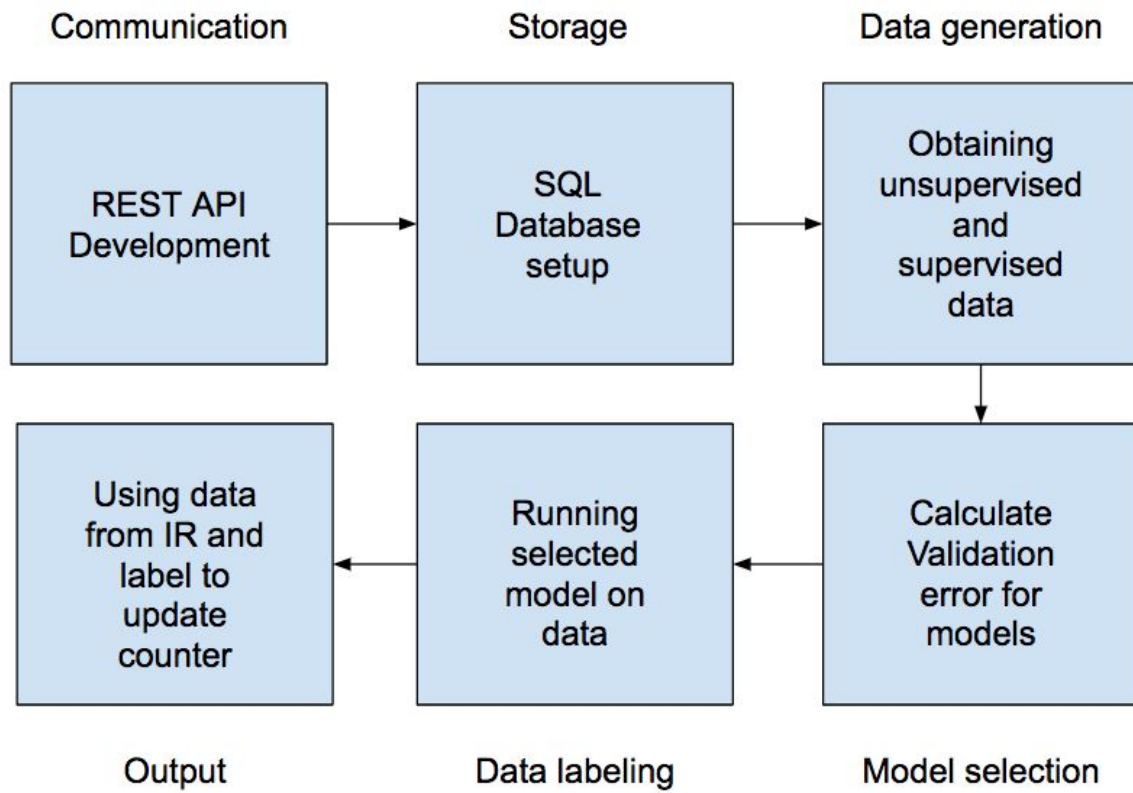 Communication
Storage
Data generation
REST API
Development
SQL
Database
setup
Obtaining
unsupervised
and
supervised
data
Using data
from IR and
label to
update
counter
Running
selected
model on
data
Calculate
Validation
error for
models
Output
Data labeling
Model selection